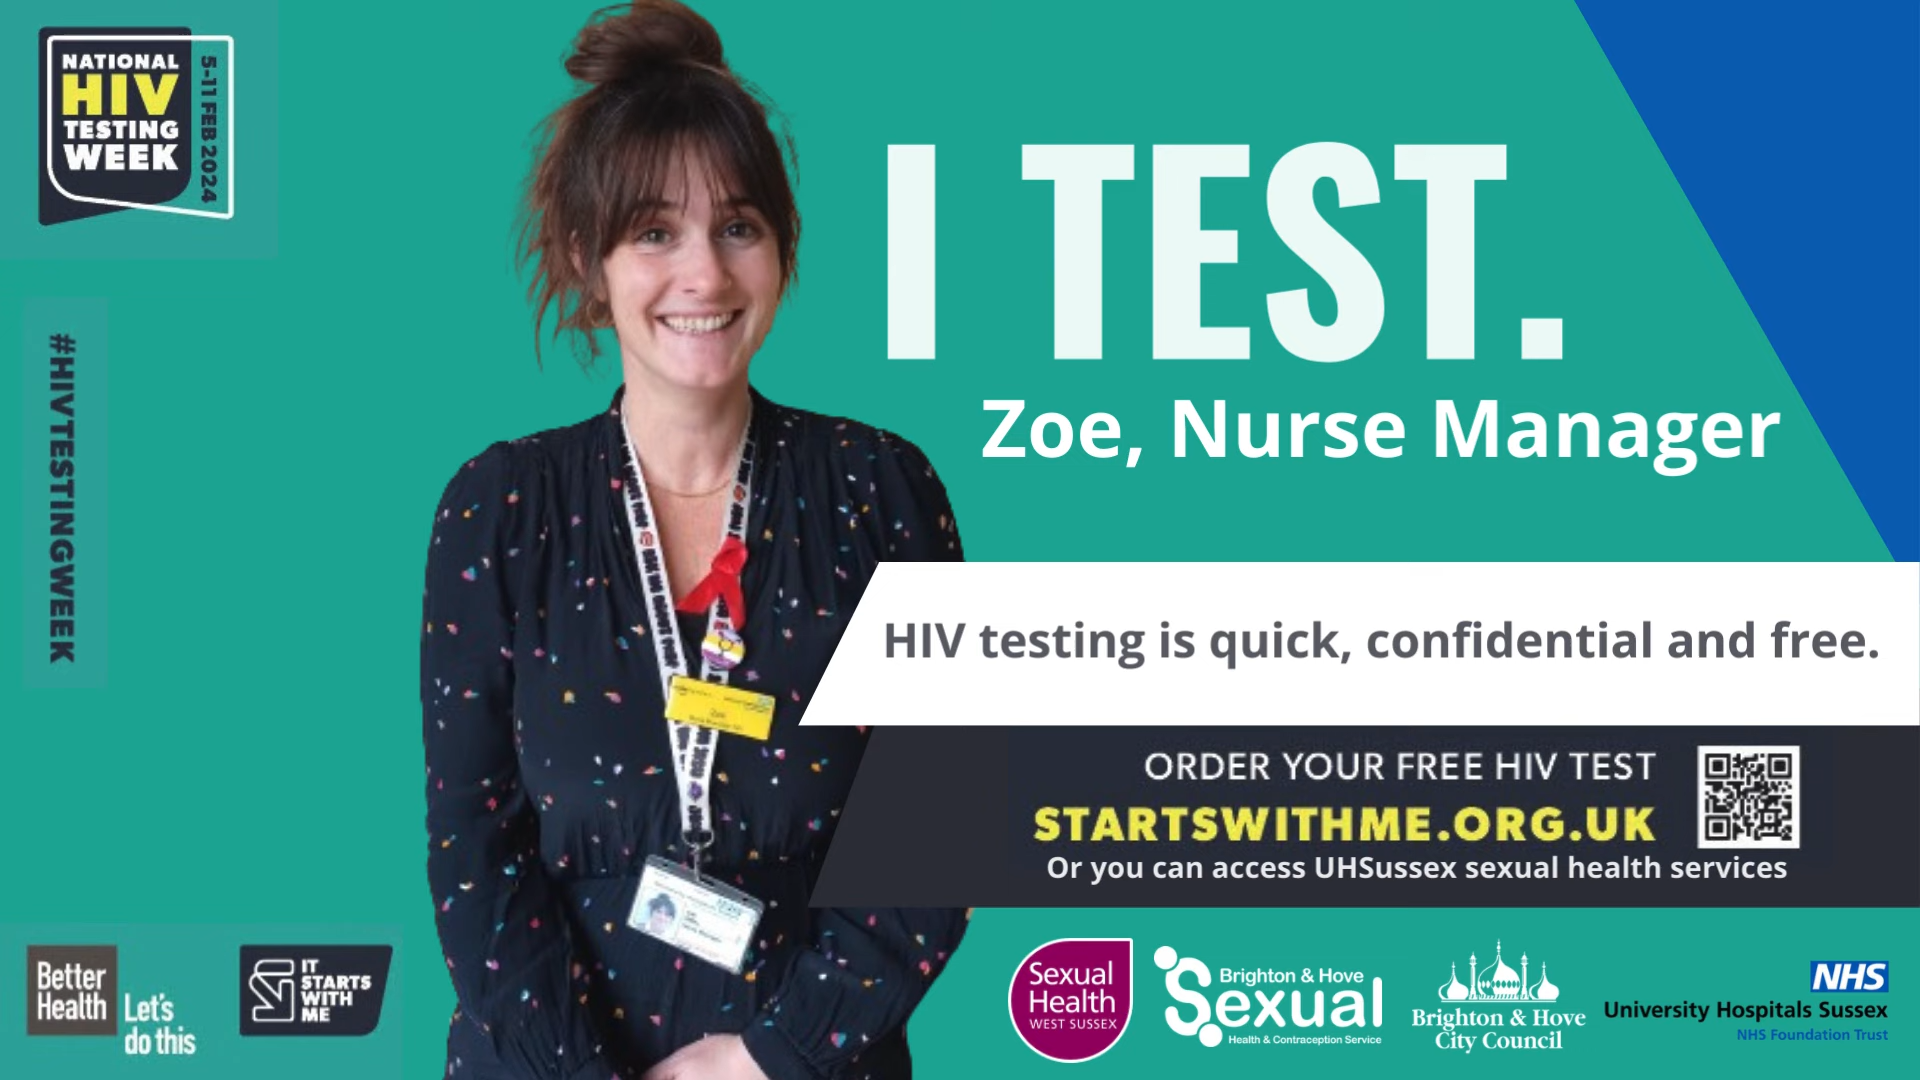 NATIONAL
HIV
TESTING
WEEK
5-11 FEB 2024
#HIVTESTINGWEEK
I TEST.
Zoe, Nurse Manager
HIV testing is quick, confidential and free.
ORDER YOUR FREE HIV TEST
STARTSWITHME.ORG.UK
Or you can access UHSussex sexual health services
Zoe
Better
Health
Let's
do this
IT
STARTS
WITH
ME
Sexual
Health
WEST SUSSEX
Brighton & Hove
Sexual
Health & Contraception Service
Brighton & Hove
City Council
NHS
University Hospitals Sussex
NHS Foundation Trust